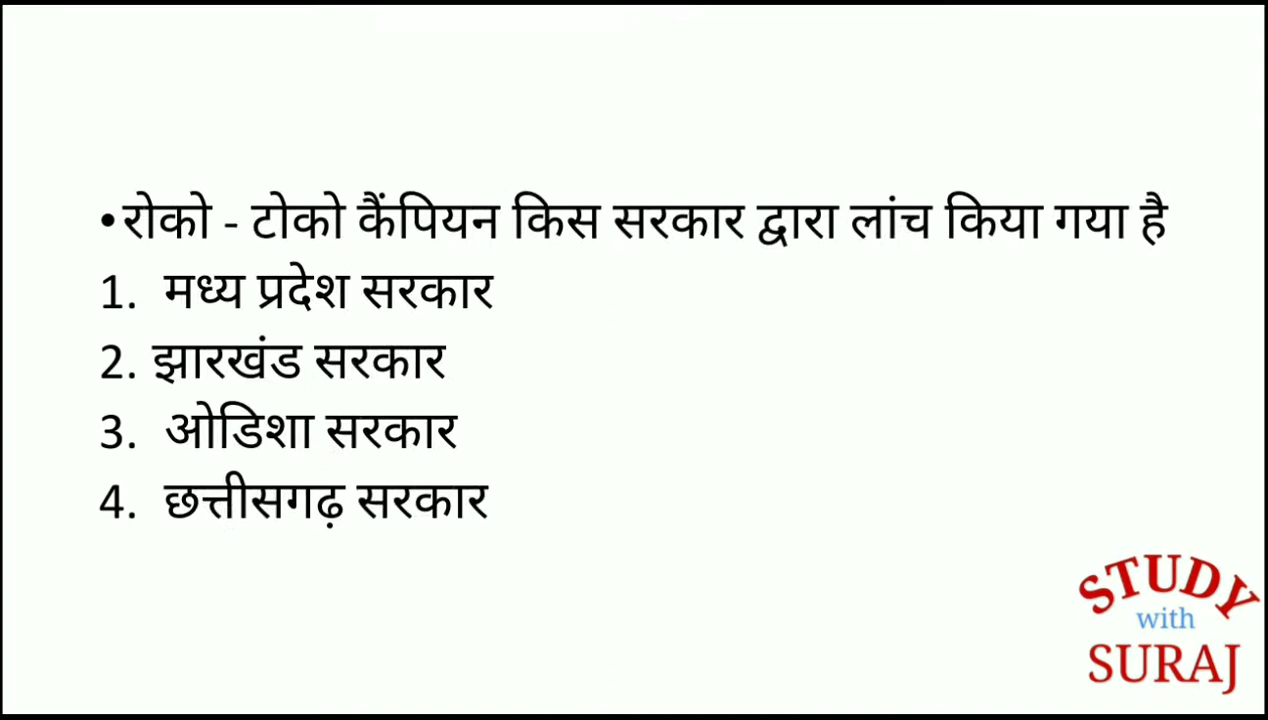 •रोको - टोको कैंपियन किस सरकार द्वारा लांच किया गया है
1. मध्य प्रदेश सरकार
2. झारखंड सरकार
3. ओडिशा सरकार
4. छत्तीसगढ़ सरकार
STUDY
with
SURAJ